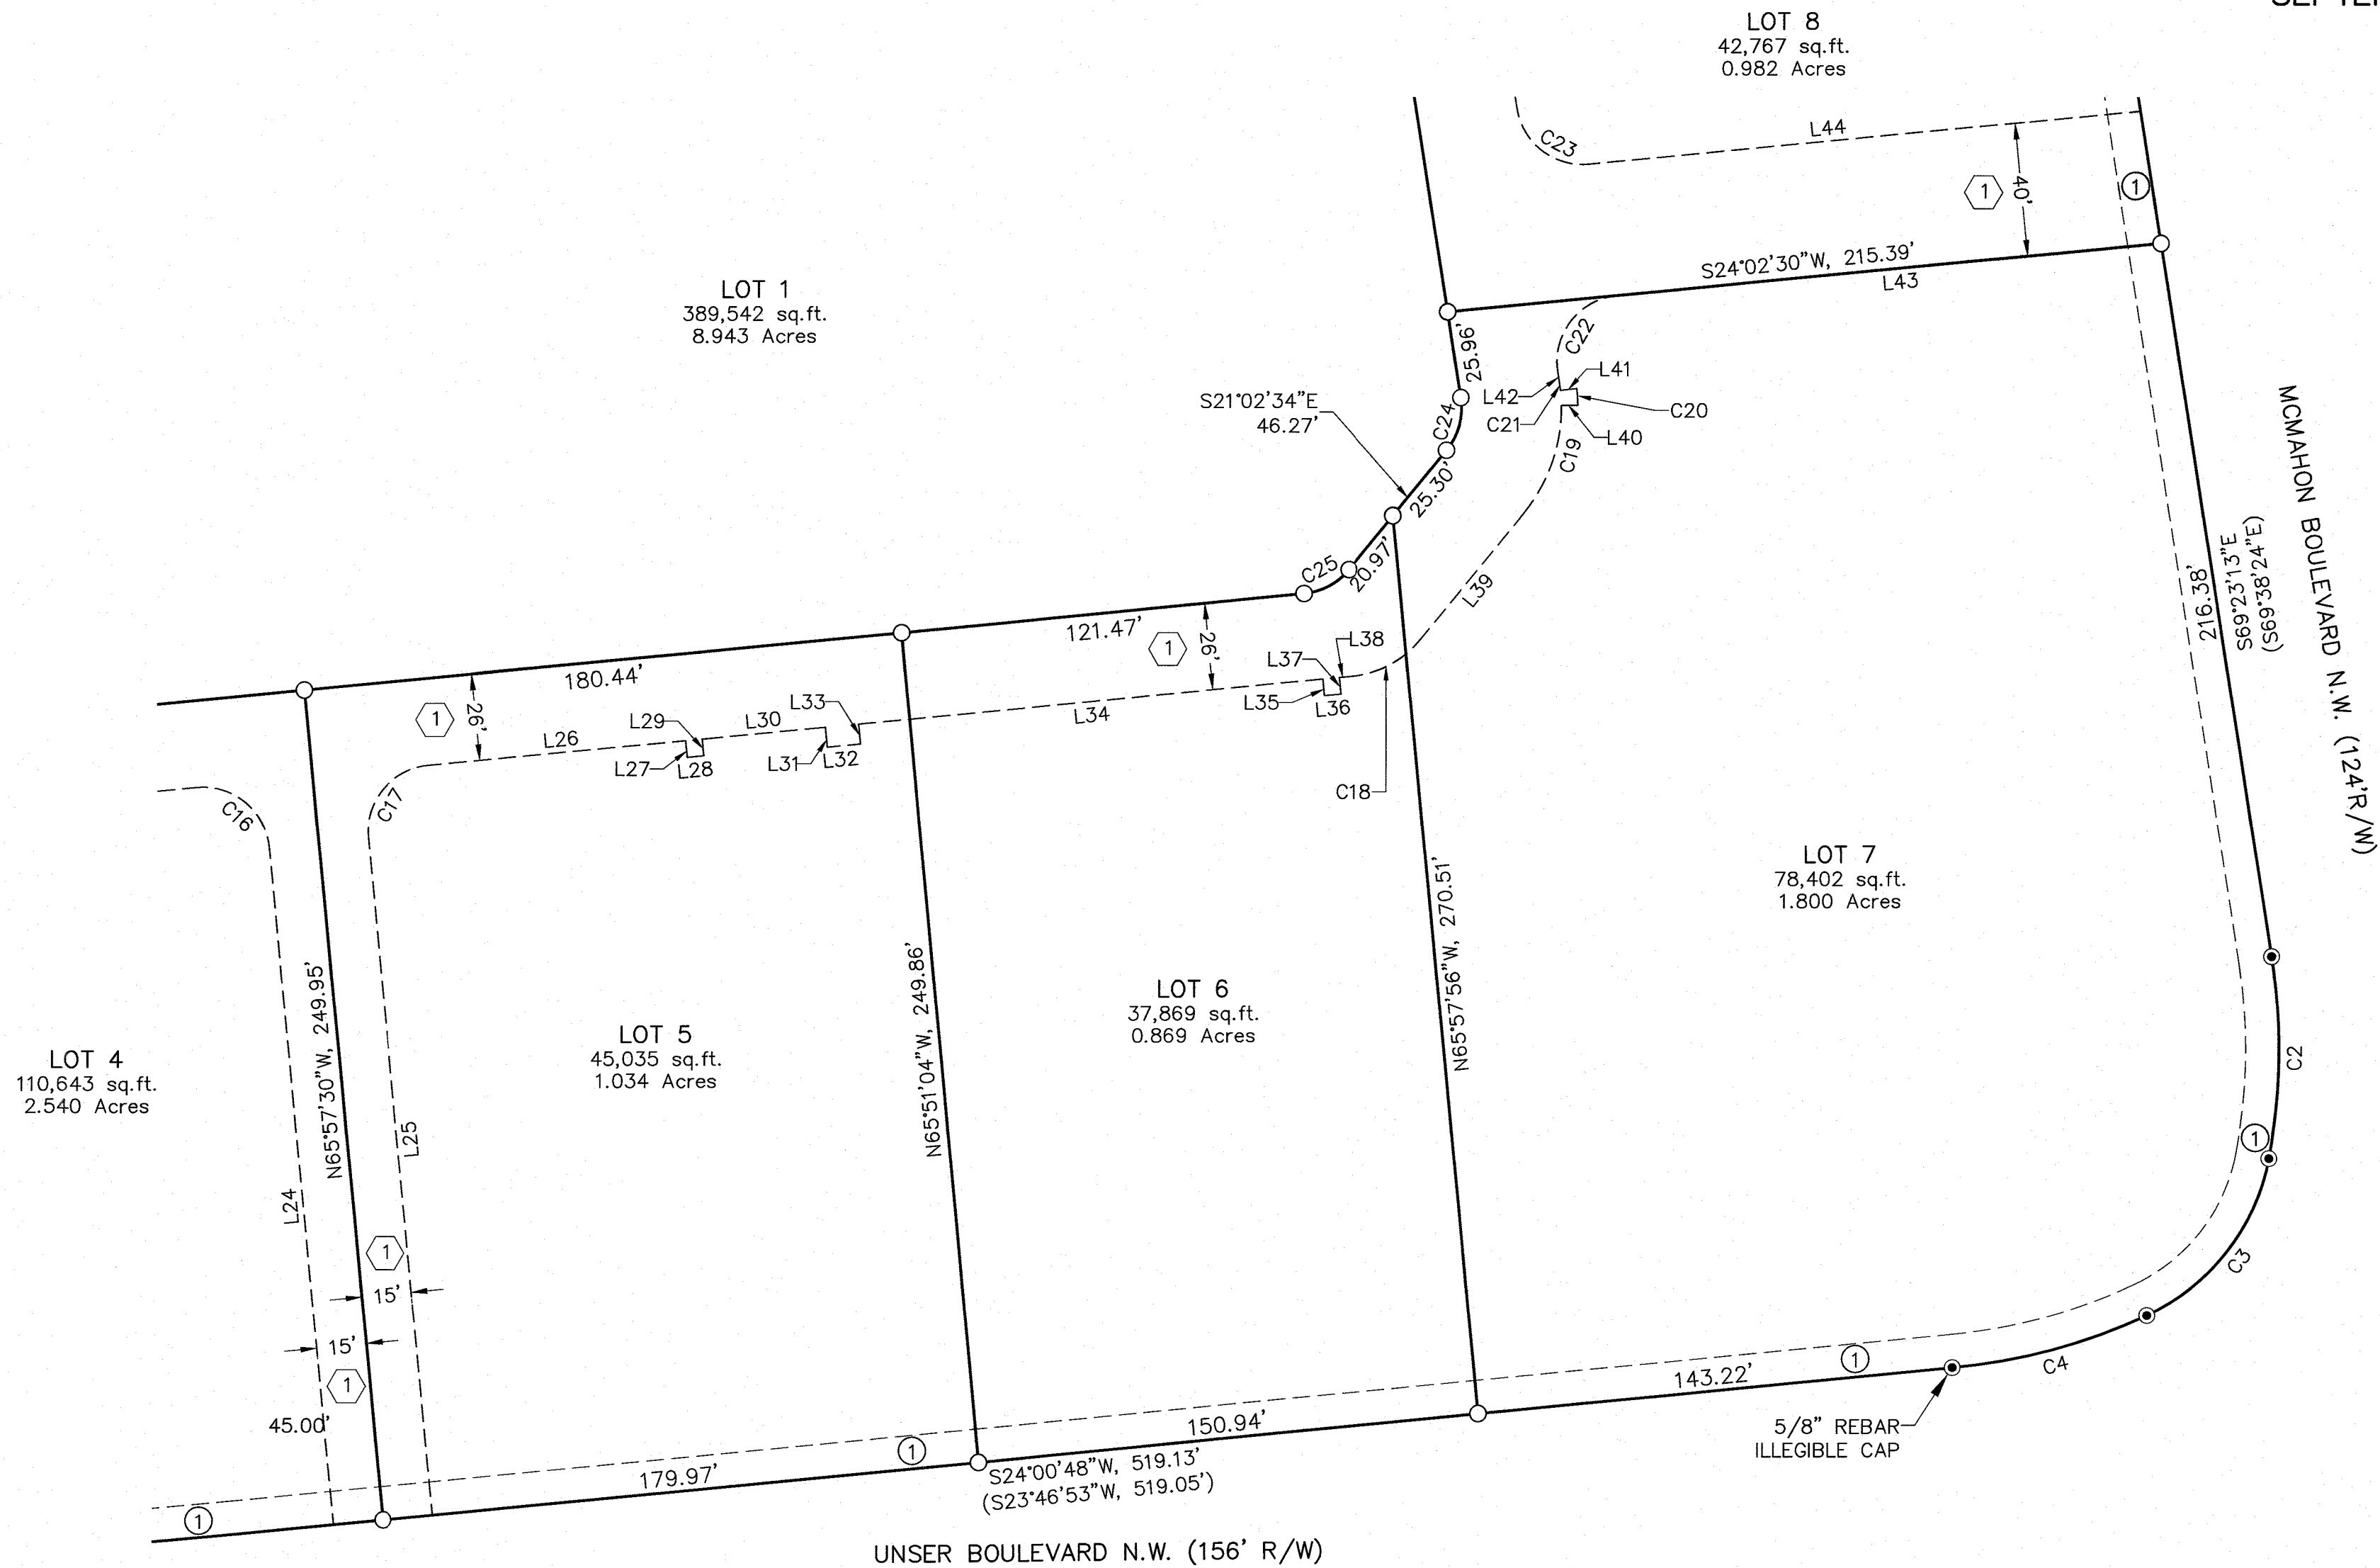 LOT 8
42,767 sq.ft.
0.982 Acres
C23
L44
1
40'
1
S24°02'30"W, 215.39'
L43
LOT 1
389,542 sq.ft.
8.943 Acres
25.96'
C22
L42
L41
C21
C20
L40
C19
S21°02'34"E
46.27'
C24
25.30'
C25
20.97'
L39
MCMAHON BOULEVARD N.W. (124'R/W)
216.38'
S69°23'13"E
(S69°38'24"E)
180.44'
121.47'
1
26'
1
26'
L26
L29
L27
L28
L30
L33
L31
L32
L34
L37
L38
L35
L36
C18
C16
C17
LOT 7
78,402 sq.ft.
1.800 Acres
LOT 6
37,869 sq.ft.
0.869 Acres
LOT 5
45,035 sq.ft.
1.034 Acres
LOT 4
110,643 sq.ft.
2.540 Acres
N65°57'30"W, 249.95'
N65°51'04"W, 249.86'
N65°57'56"W, 270.51'
L24
L25
1
15'
15'
1
45.00'
C2
1
C3
C4
1
143.22'
5/8" REBAR
ILLEGIBLE CAP
150.94'
1
179.97'
S24°00'48"W, 519.13'
(S23°46'53"W, 519.05')
1
UNSER BOULEVARD N.W. (156' R/W)